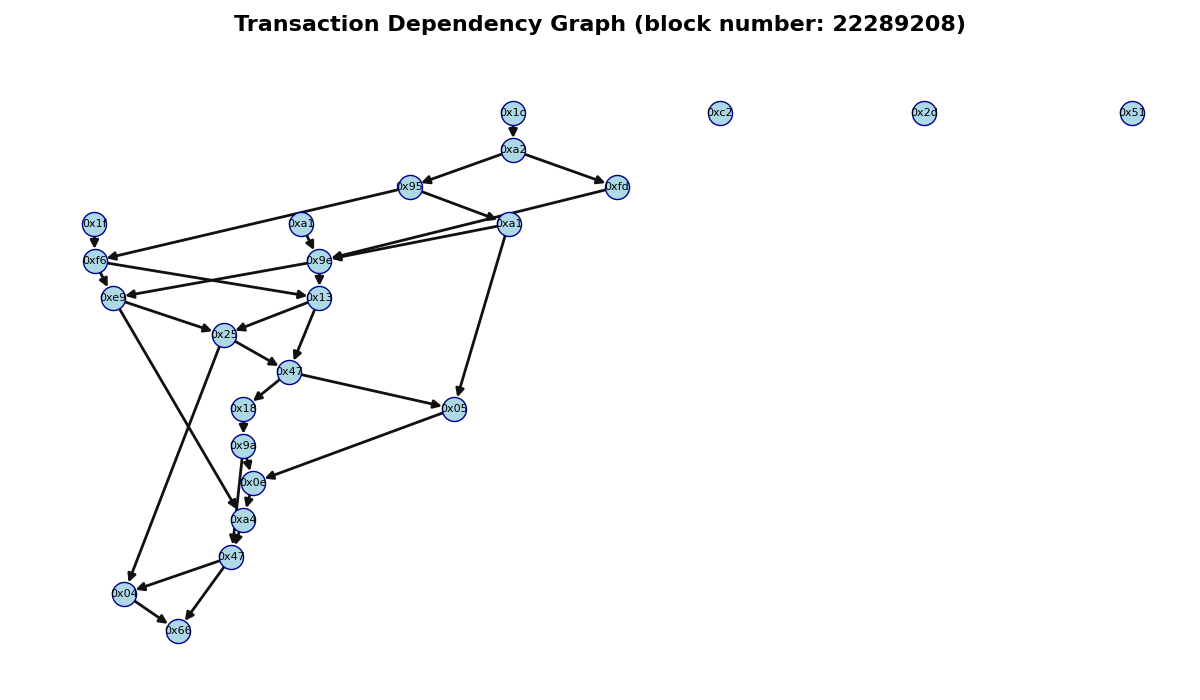 Transaction Dependency Graph (block number: 22289208)
0x1c 0xc2 0x2d 0x51
0xa2
0x95 0xfd
0x1f 0xa1 0xa1
0xf6 0x9e
0xe9 0x13
0x25
0x47
0x18 0x05
0x9a
0x0e
0xa4
0x47
0x04
0x66